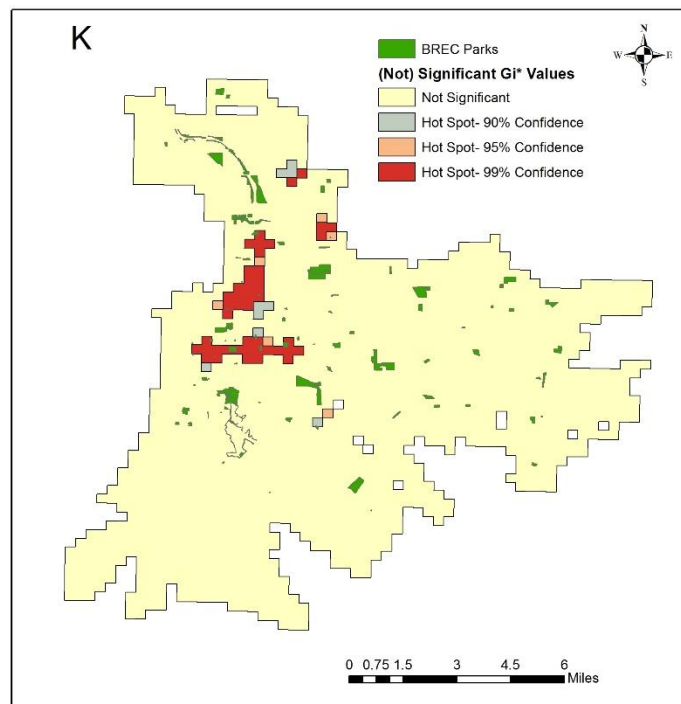 K
BREC Parks
(Not) Significant Gi* Values
Not Significant
Hot Spot- 90% Confidence
Hot Spot- 95% Confidence
Hot Spot- 99% Confidence
N
W E
S
0 0.75 1.5 3 4.5 6
Miles